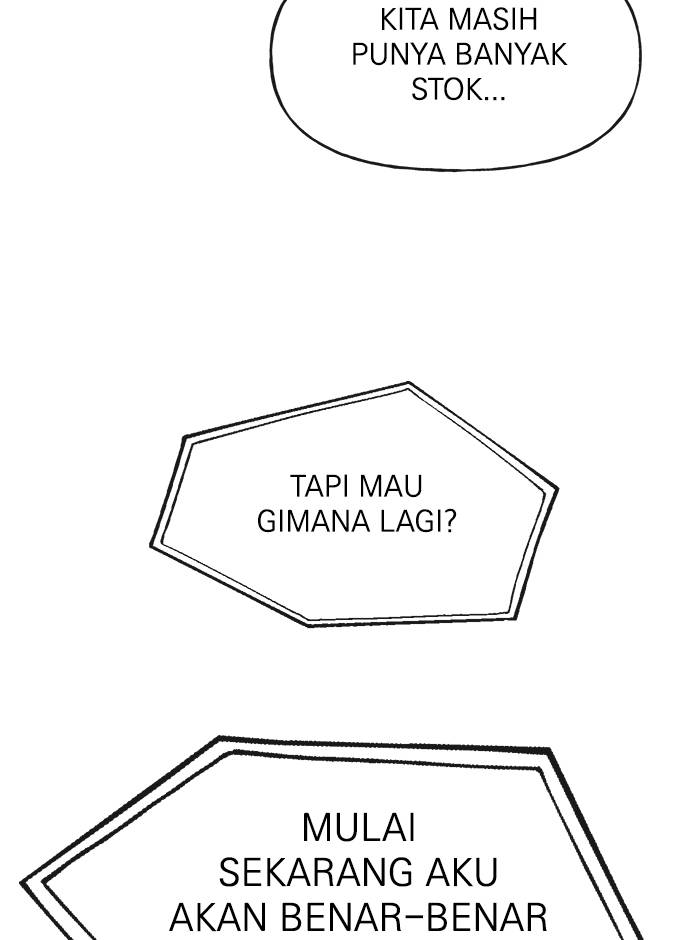 KITA MASIH
PUNYA BANYAK
STOK...
TAPI MAU
GIMANA LAGI?
MULAI
SEKARANG AKU
AKAN BENAR-BENAR